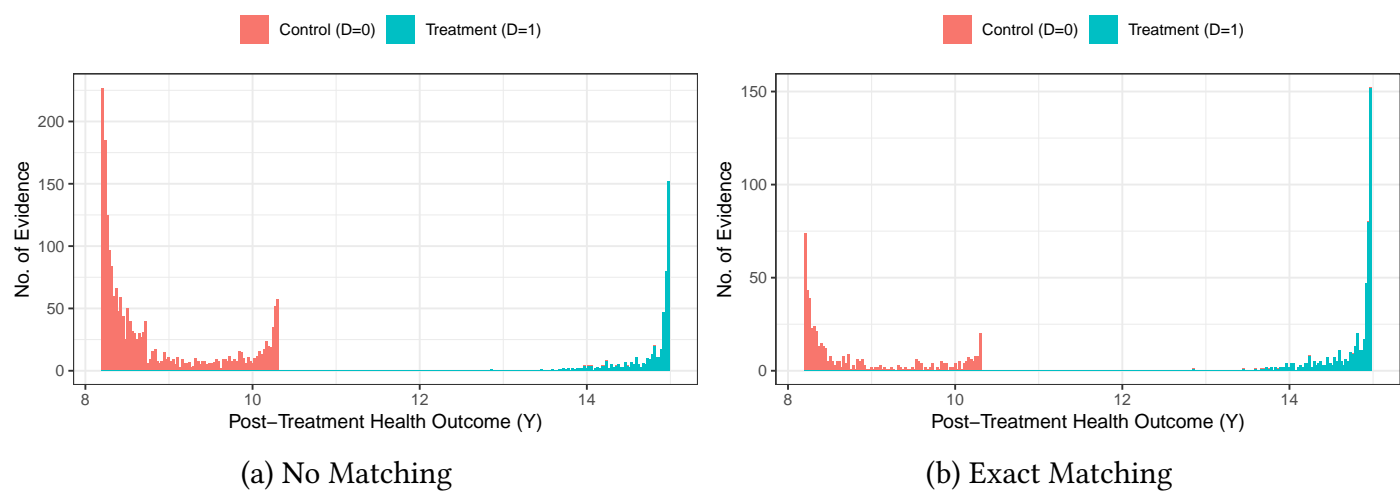 Control (D=0) Treatment (D=1)
No. of Evidence
200
150
100
50
0
8 10 12 14
Post−Treatment Health Outcome (Y)
(a) No Matching
Control (D=0) Treatment (D=1)
No. of Evidence
150
100
50
0
8 10 12 14
Post−Treatment Health Outcome (Y)
(b) Exact Matching